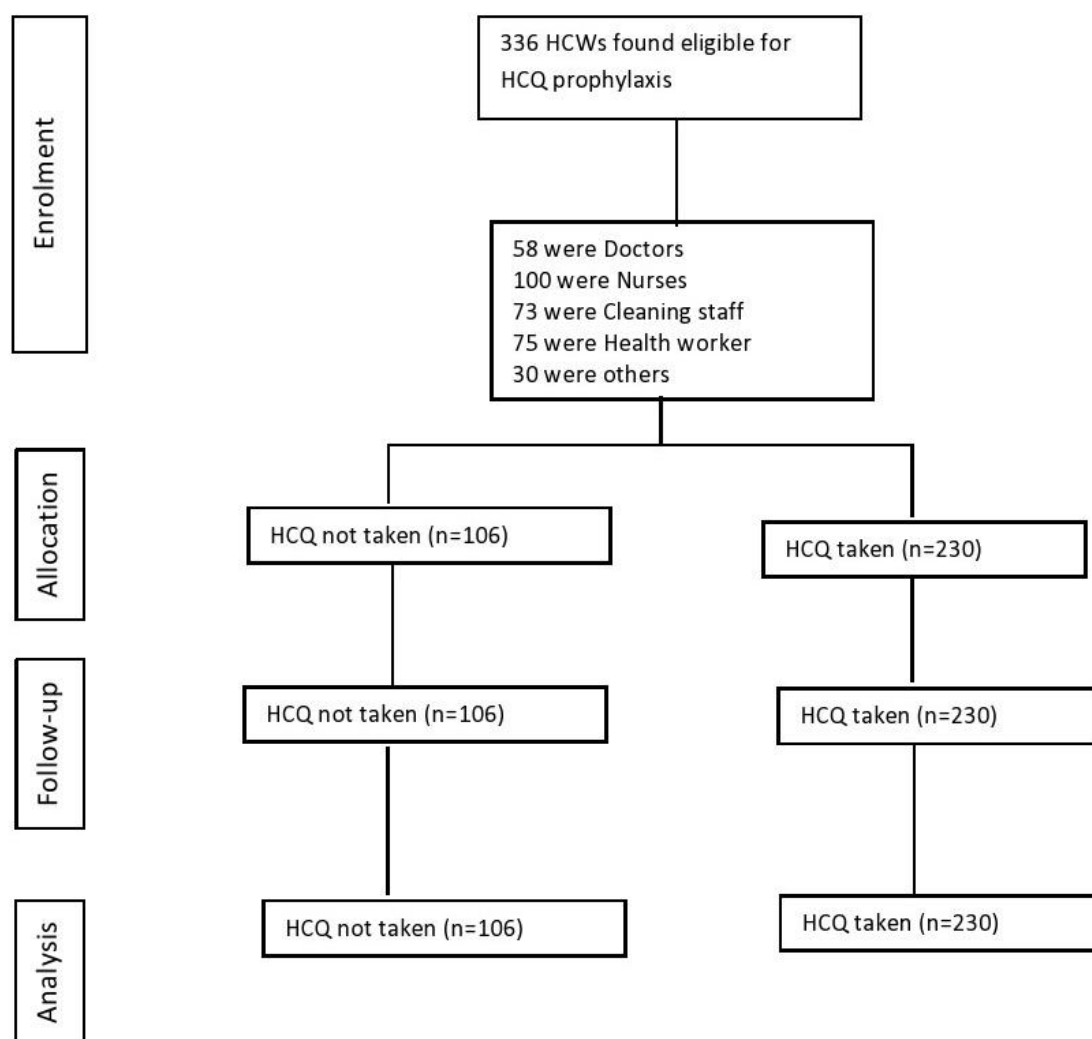 Enrolment
336 HCWs found eligible for
HCQ prophylaxis
58 were Doctors
100 were Nurses
73 were Cleaning staff
75 were Health worker
30 were others
Allocation
HCQ not taken (n=106)
HCQ taken (n=230)
Follow-up
HCQ not taken (n=106)
HCQ taken (n=230)
Analysis
HCQ not taken (n=106)
HCQ taken (n=230)